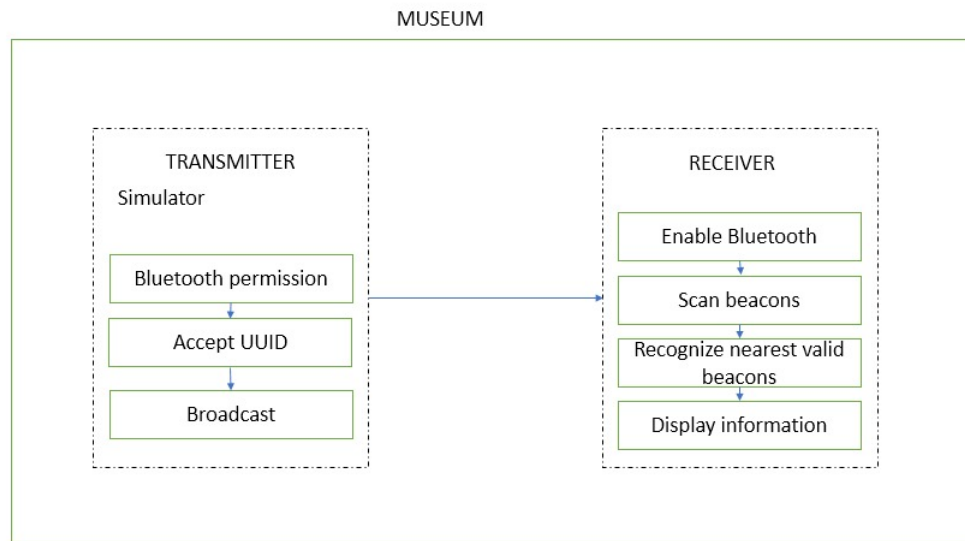 MUSEUM
TRANSMITTER
Simulator
Bluetooth permission
Accept UUID
Broadcast
RECEIVER
Enable Bluetooth
Scan beacons
Recognize nearest valid
beacons
Display information